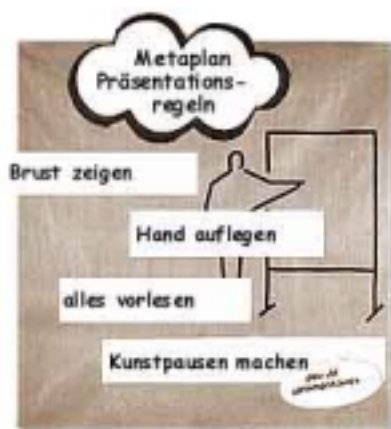 Metaplan
Präsentations-
regeln
Brust zeigen
Hand auflegen
alles vorlesen
Kunstpausen machen